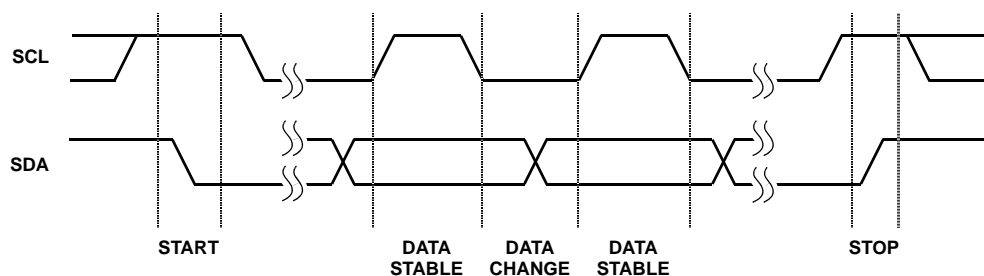 SCL
SDA
START
DATA
STABLE
DATA
CHANGE
DATA
STABLE
STOP